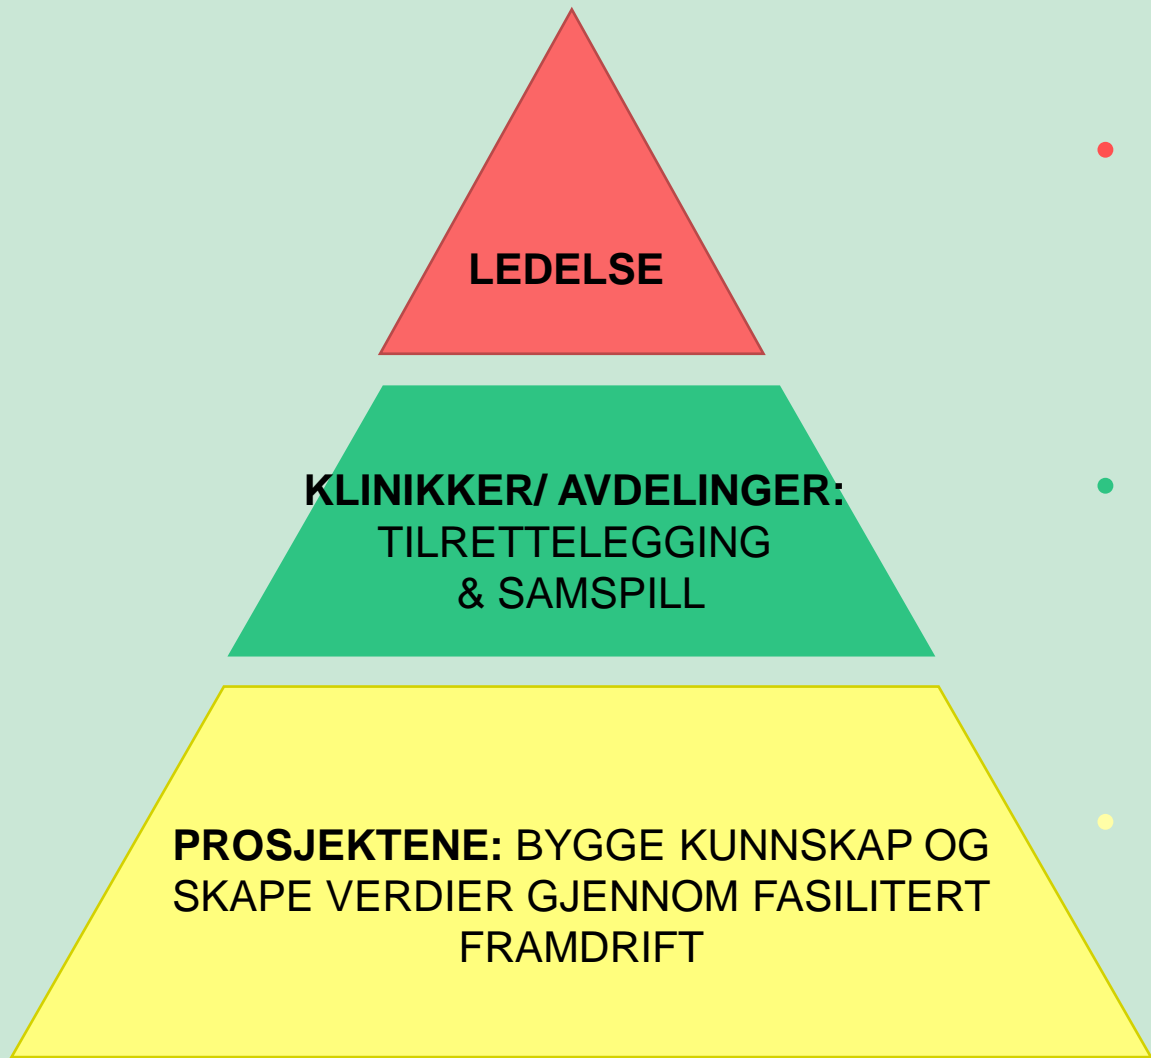 LEDELSE
KLINIKKER/ AVDELINGER:
TILRETTELEGGING
& SAMSPILL
PROSJEKTENE: BYGGE KUNNSKAP OG
SKAPE VERDIER GJENNOM FASILITERT
FRAMDRIFT